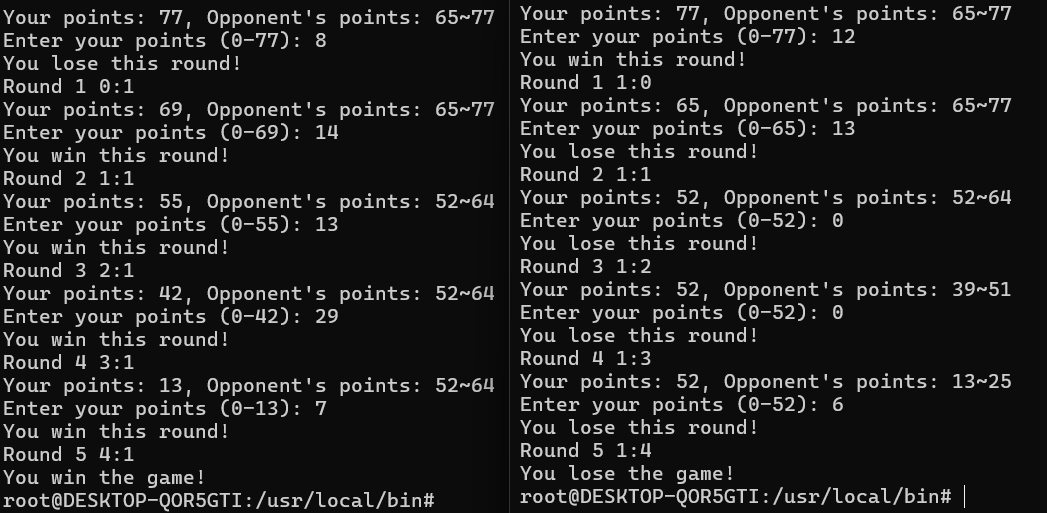 Your points: 77, Opponent's points: 65~77
Enter your points (0-77): 8
You lose this round!
Round 1 0:1
Your points: 69, Opponent's points: 65~77
Enter your points (0-69): 14
You win this round!
Round 2 1:1
Your points: 55, Opponent's points: 52~64
Enter your points (0-55): 13
You win this round!
Round 3 2:1
Your points: 42, Opponent's points: 52~64
Enter your points (0-42): 29
You win this round!
Round 4 3:1
Your points: 13, Opponent's points: 52~64
Enter your points (0-13): 7
You win this round!
Round 5 4:1
You win the game!
root@DESKTOP-QOR5GTI:/usr/local/bin#
Your points: 77, Opponent's points: 65~77
Enter your points (0-77): 12
You win this round!
Round 1 1:0
Your points: 65, Opponent's points: 65~77
Enter your points (0-65): 13
You lose this round!
Round 2 1:1
Your points: 52, Opponent's points: 52~64
Enter your points (0-52): 0
You lose this round!
Round 3 1:2
Your points: 52, Opponent's points: 39~51
Enter your points (0-52): 0
You lose this round!
Round 4 1:3
Your points: 52, Opponent's points: 13~25
Enter your points (0-52): 6
You lose this round!
Round 5 1:4
You lose the game!
root@DESKTOP-QOR5GTI:/usr/local/bin#